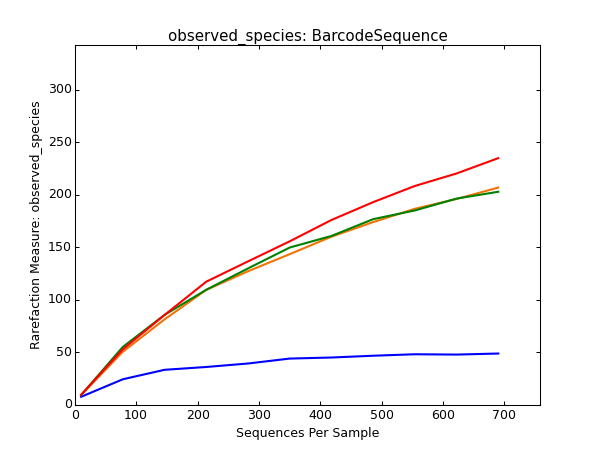 observed_species: BarcodeSequence
Rarefaction Measure: observed_species
300
250
200
150
100
50
0
0 100 200 300 400 500 600 700
Sequences Per Sample